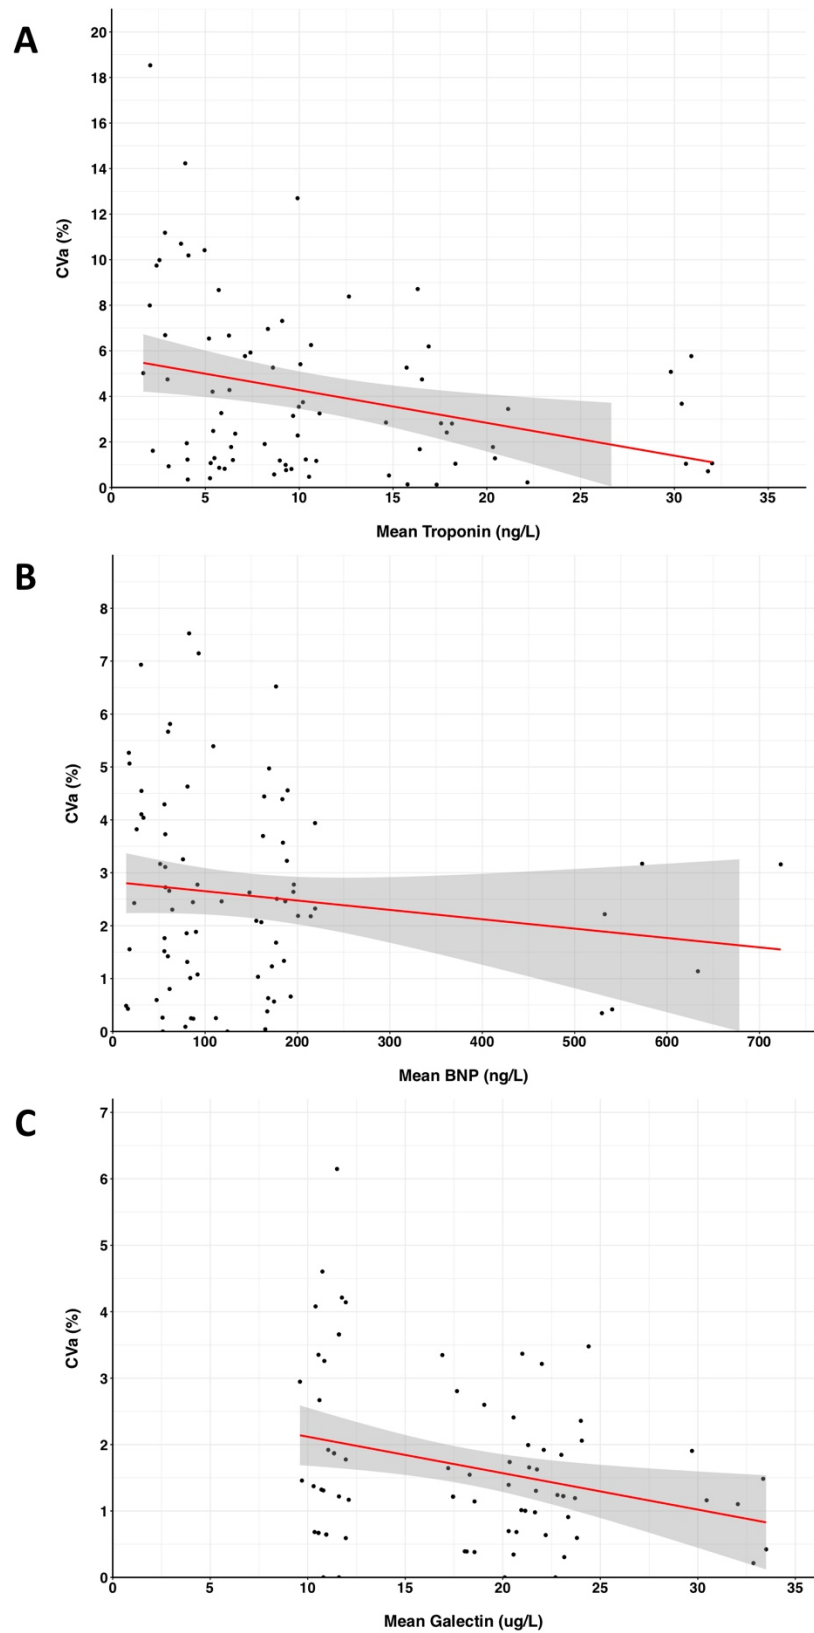 A
20
18
16
14
12
10
8
6
4
2
0
CVa (%)
0 5 10 15 20 25 30 35
Mean Troponin (ng/L)
B
8
7
6
5
4
3
2
1
0
CVa (%)
0 100 200 300 400 500 600 700
Mean BNP (ng/L)
C
7
6
5
4
3
2
1
0
CVa (%)
0 5 10 15 20 25 30 35
Mean Galectin (ug/L)